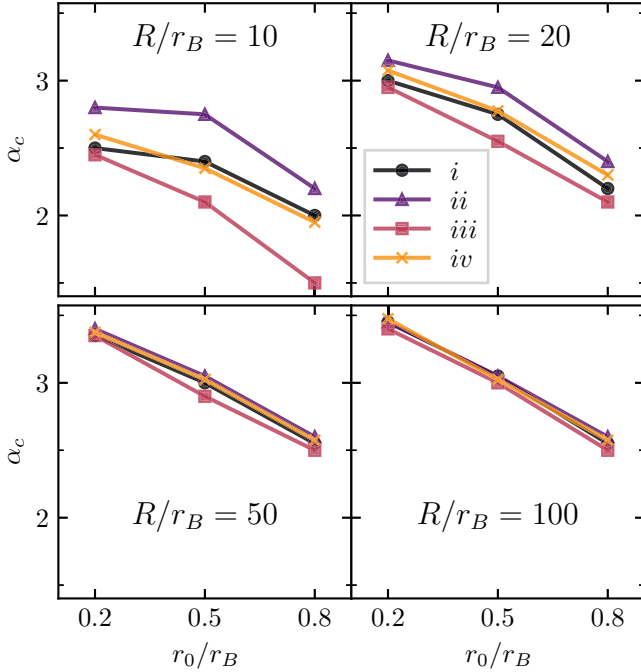 R/r_B = 10
R/r_B = 20
α_c
3
2
i
ii
iii
iv
R/r_B = 50
R/r_B = 100
α_c
3
2
0.2 0.5 0.8
0.2 0.5 0.8
r_0/r_B
r_0/r_B